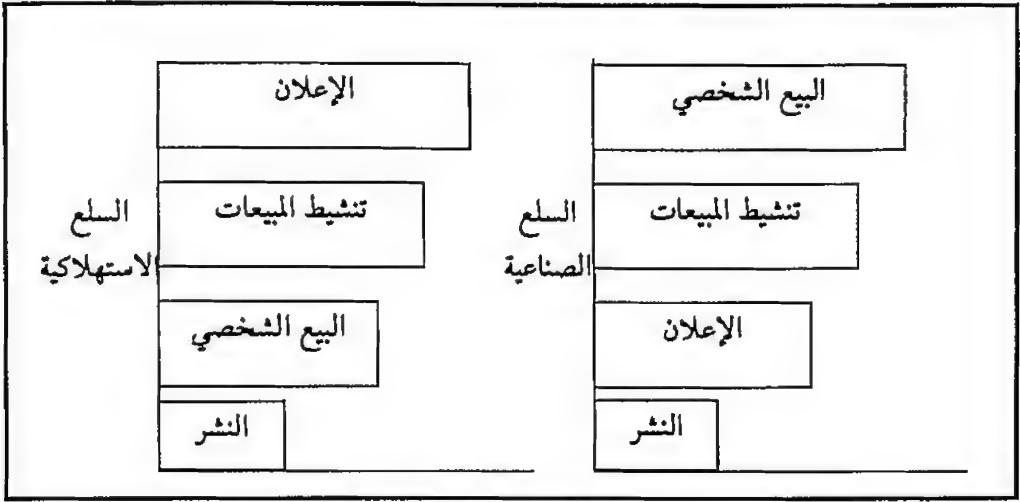 البيع الشخصي
تنشيط المبيعات
السلع
الصناعية
الإعلان
النشر
الإعلان
تنشيط المبيعات
السلع
الاستهلاكية
البيع الشخصي
النشر